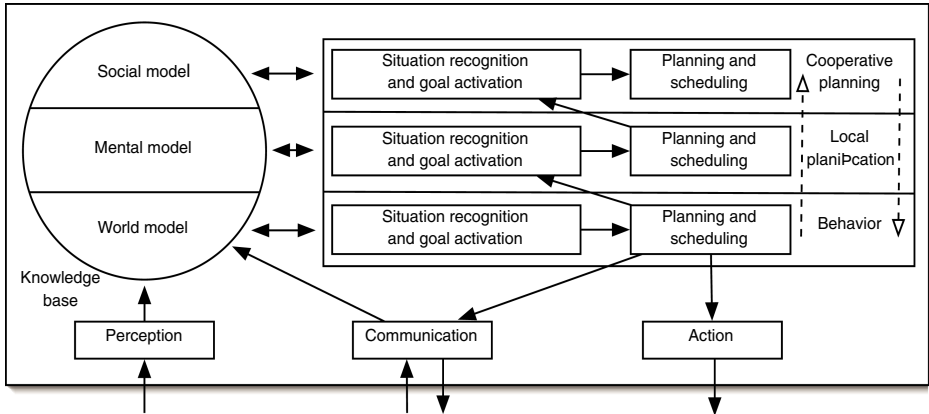 Social model
Situation recognition
and goal activation
Planning and
scheduling
Cooperative
planning
Mental model
Situation recognition
and goal activation
Planning and
scheduling
Local
planiÞcation
World model
Situation recognition
and goal activation
Planning and
scheduling
Behavior
Knowledge
base
Perception
Communication
Action